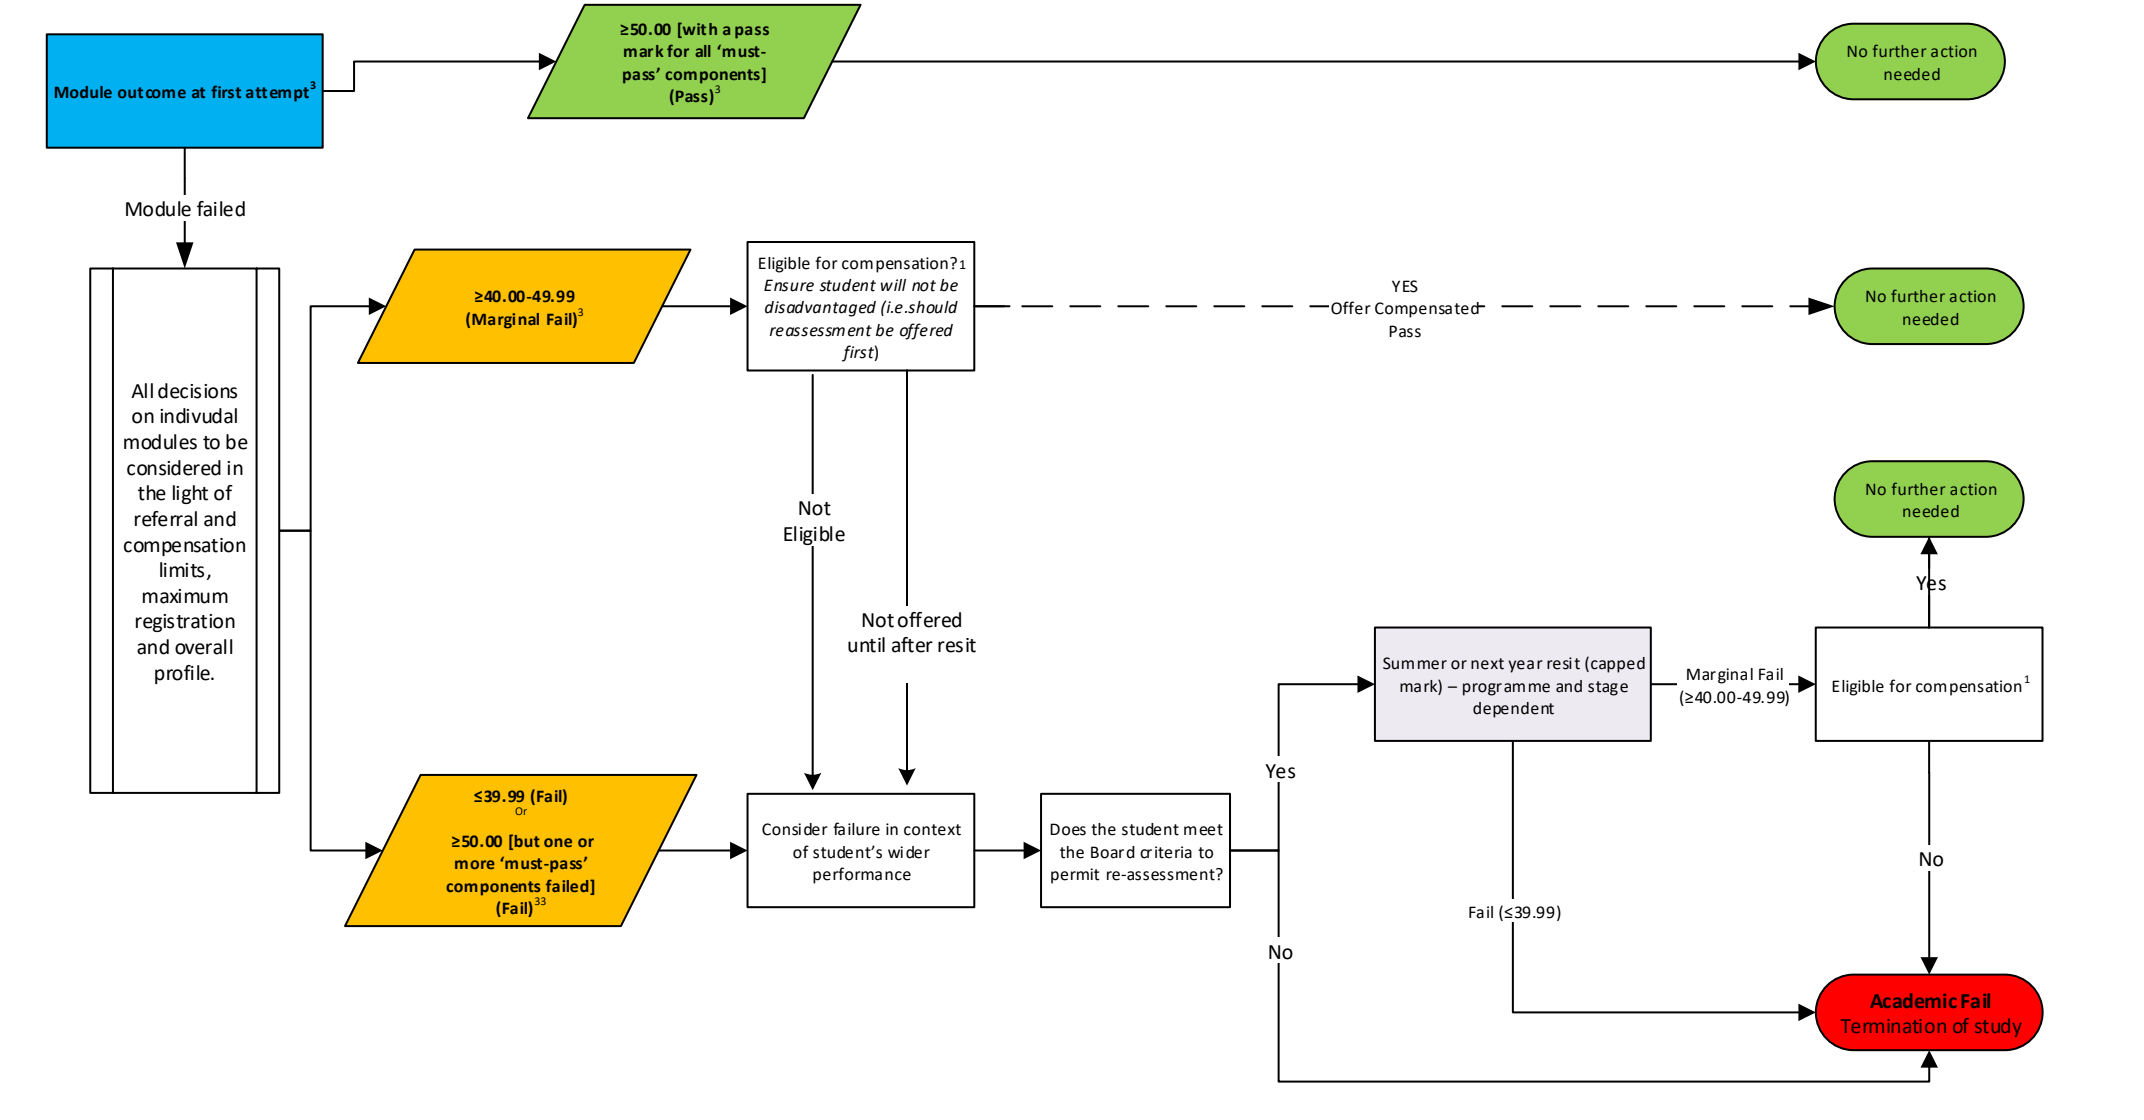 ≥50.00 [with a pass
mark for all ‘must-
pass’ components]
(Pass)3
No further action
needed
Module outcome at first attempt3
Module failed
≥40.00-49.99
(Marginal Fail)3
Eligible for compensation?1
Ensure student will not be
disadvantaged (i.e.should
reassessment be offered
first)
YES
Offer Compensated
Pass
No further action
needed
All decisions
on indivudal
modules to be
considered in
the light of
referral and
compensation
limits,
maximum
registration
and overall
profile.
Not
Eligible
Not offered
until after resit
No further action
needed
Yes
Summer or next year resit (capped
mark) – programme and stage
dependent
Marginal Fail
(≥40.00-49.99)
Eligible for compensation1
Yes
≤39.99 (Fail)
Or
≥50.00 [but one or
more ‘must-pass’
components failed]
(Fail)33
Consider failure in context
of student’s wider
performance
Does the student meet
the Board criteria to
permit re-assessment?
No
Fail (≤39.99)
No
Academic Fail
Termination of study